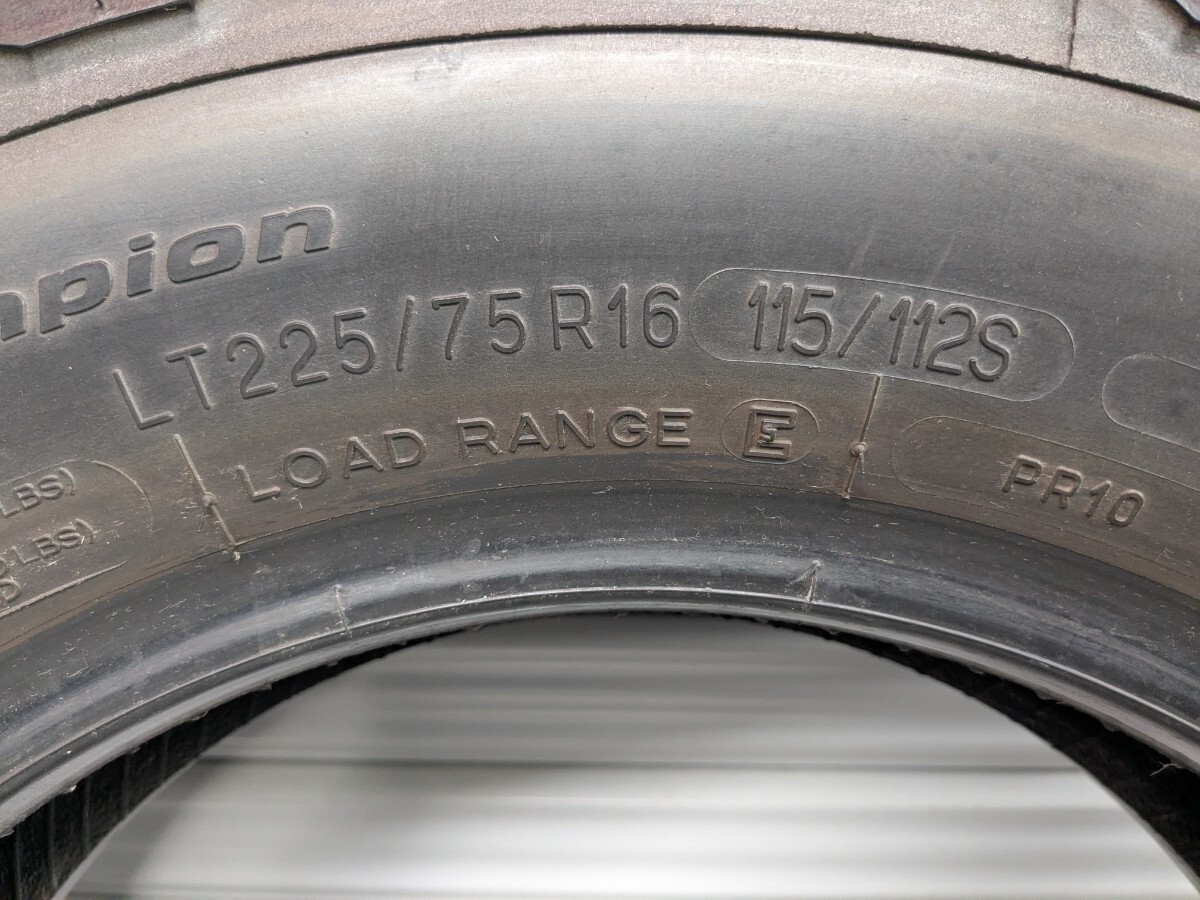 mpion
LT225/75R16 115/112S
LOAD RANGE E
PR10
LBS)
LBS)